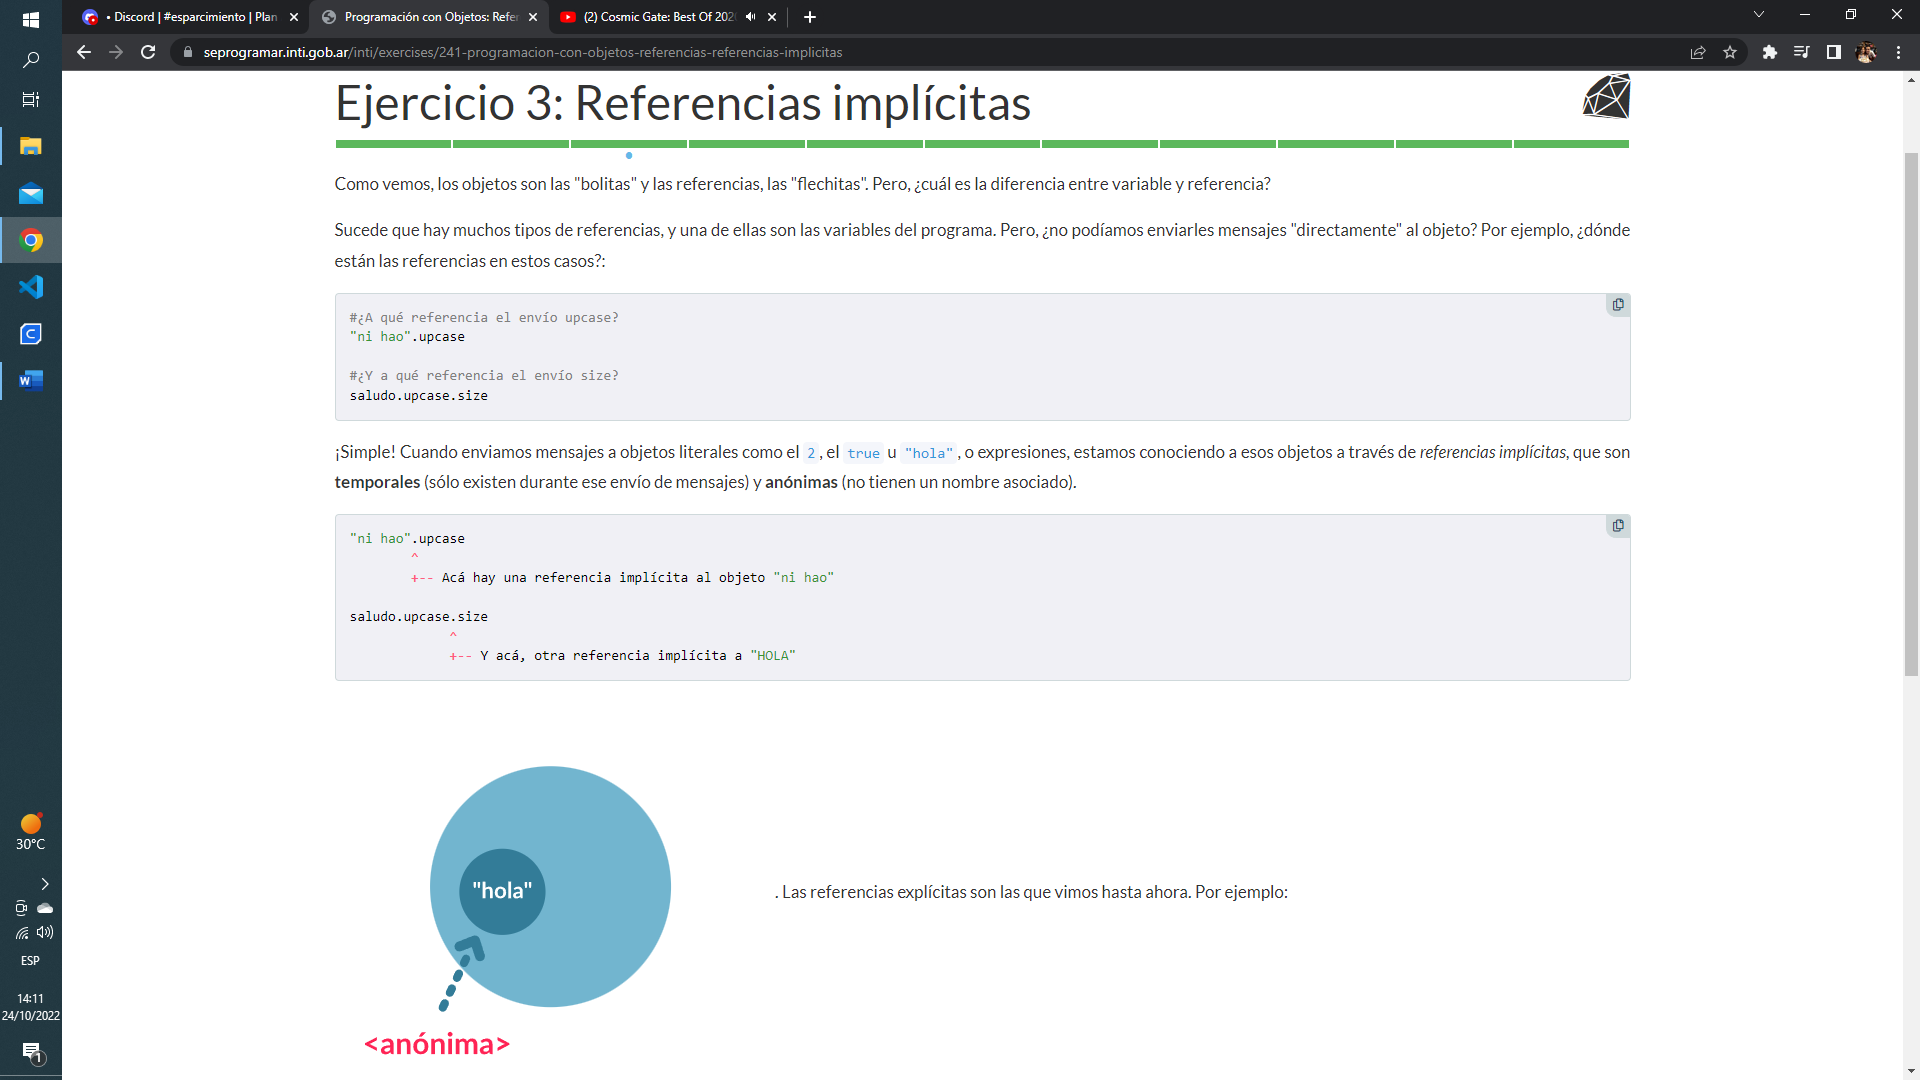 • Discord | #esparcimiento | Plan
Programación con Objetos: Refer
(2) Cosmic Gate: Best Of 2020
seprogramar.inti.gob.ar/inti/exercises/241-programacion-con-objetos-referencias-referencias-implicitas
Ejercicio 3: Referencias implícitas
Como vemos, los objetos son las "bolitas" y las referencias, las "flechitas". Pero, ¿cuál es la diferencia entre variable y referencia?
Sucede que hay muchos tipos de referencias, y una de ellas son las variables del programa. Pero, ¿no podíamos enviarles mensajes "directamente" al objeto? Por ejemplo, ¿dónde
están las referencias en estos casos?:
#¿A qué referencia el envío upcase?
"ni hao".upcase
#¿Y a qué referencia el envío size?
saludo.upcase.size
¡Simple! Cuando enviamos mensajes a objetos literales como el 2, el true u "hola", o expresiones, estamos conociendo a esos objetos a través de referencias implícitas, que son
temporales (sólo existen durante ese envío de mensajes) y anónimas (no tienen un nombre asociado).
"ni hao".upcase
^
+-- Acá hay una referencia implícita al objeto "ni hao"
saludo.upcase.size
^
+-- Y acá, otra referencia implícita a "HOLA"
"hola"
. Las referencias explícitas son las que vimos hasta ahora. Por ejemplo:
<anónima>
30°C
ESP
14:11
24/10/2022
1